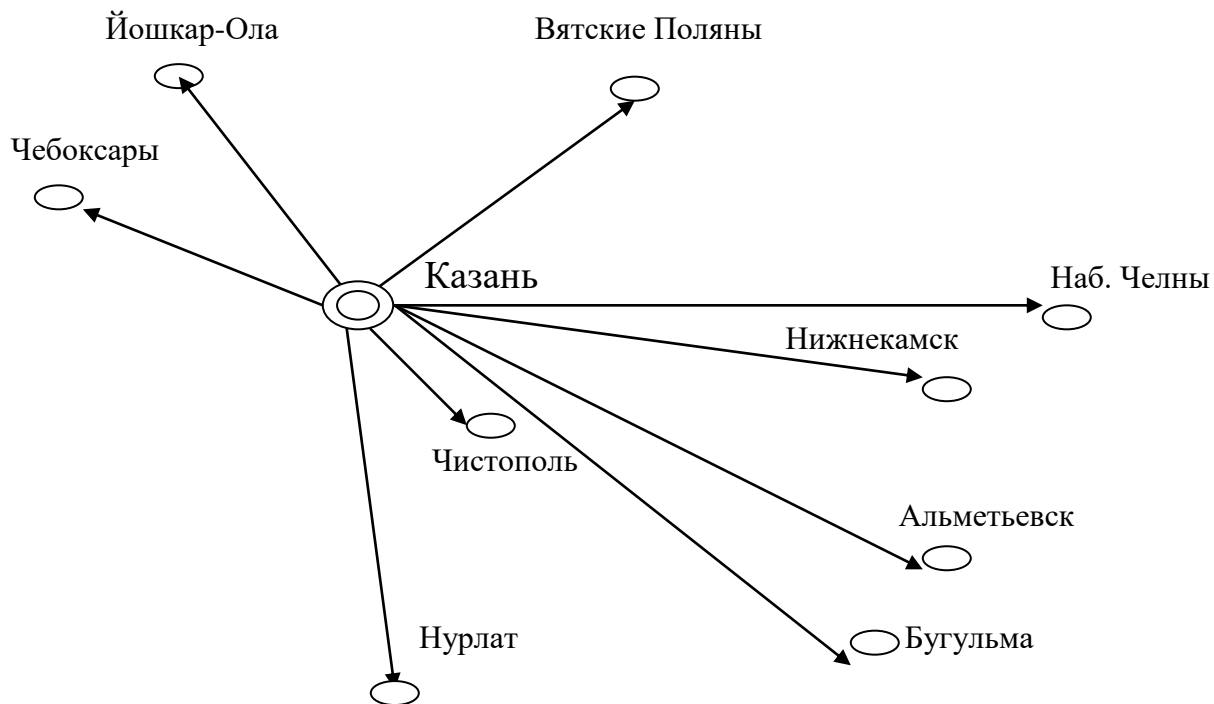 Йошкар-Ола
Вятские Поляны
Чебоксары
Казань
Наб. Челны
Нижнекамск
Чистополь
Альметьевск
Нурлат
Бугульма